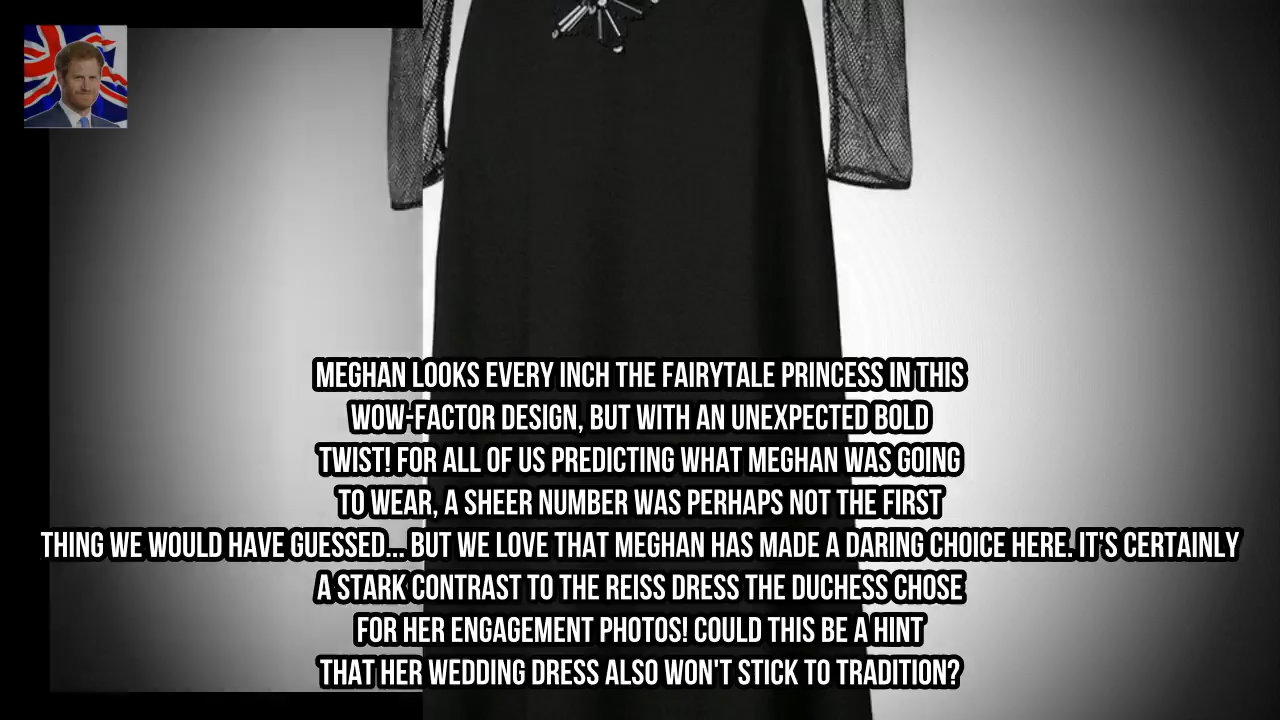 MEGHAN LOOKS EVERY INCH THE FAIRYTALE PRINCESS IN THIS
WOW-FACTOR DESIGN, BUT WITH AN UNEXPECTED BOLD
TWIST! FOR ALL OF US PREDICTING WHAT MEGHAN WAS GOING
TO WEAR, A SHEER NUMBER WAS PERHAPS NOT THE FIRST
THING WE WOULD HAVE GUESSED... BUT WE LOVE THAT MEGHAN HAS MADE A DARING CHOICE HERE. IT'S CERTAINLY
A STARK CONTRAST TO THE REISS DRESS THE DUCHESS CHOSE
FOR HER ENGAGEMENT PHOTOS! COULD THIS BE A HINT
THAT HER WEDDING DRESS ALSO WON'T STICK TO TRADITION?